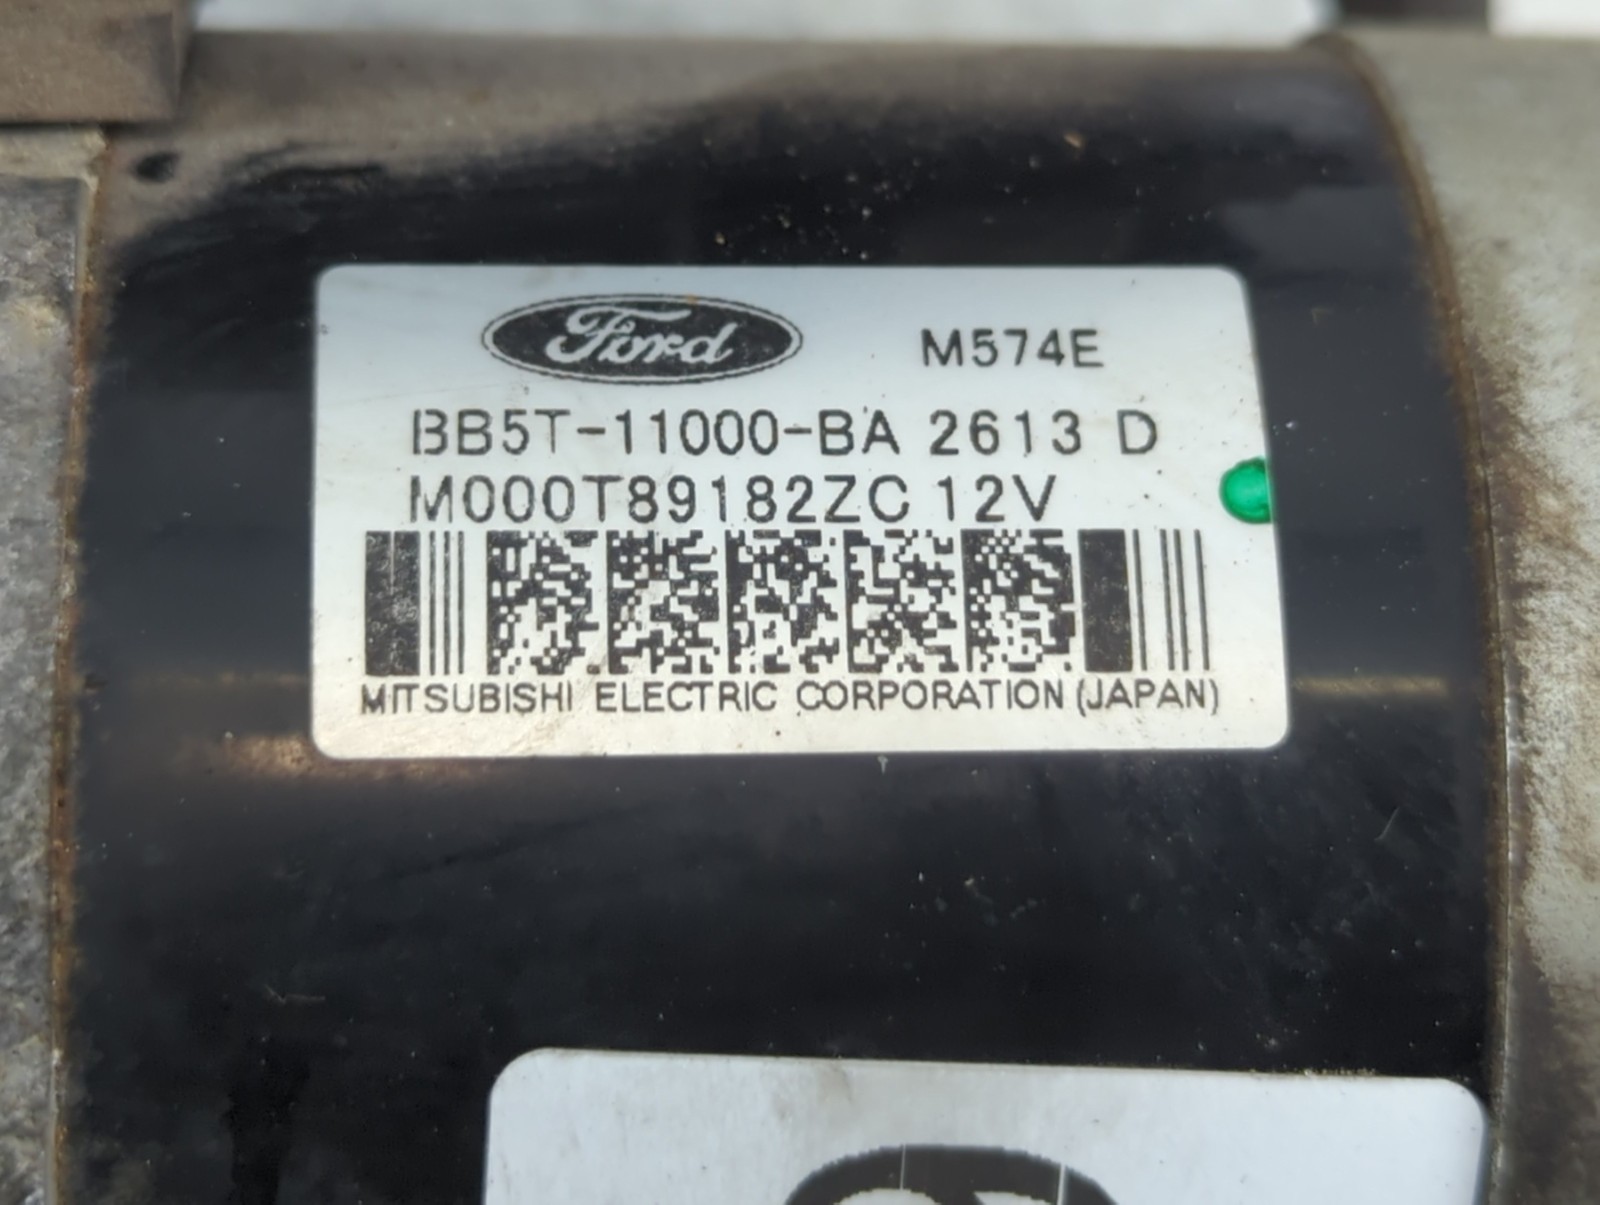 Ford M574E
BB5T-11000-BA 2613 D
M000T89182ZC 12V
MITSUBISHI ELECTRIC CORPORATION (JAPAN)